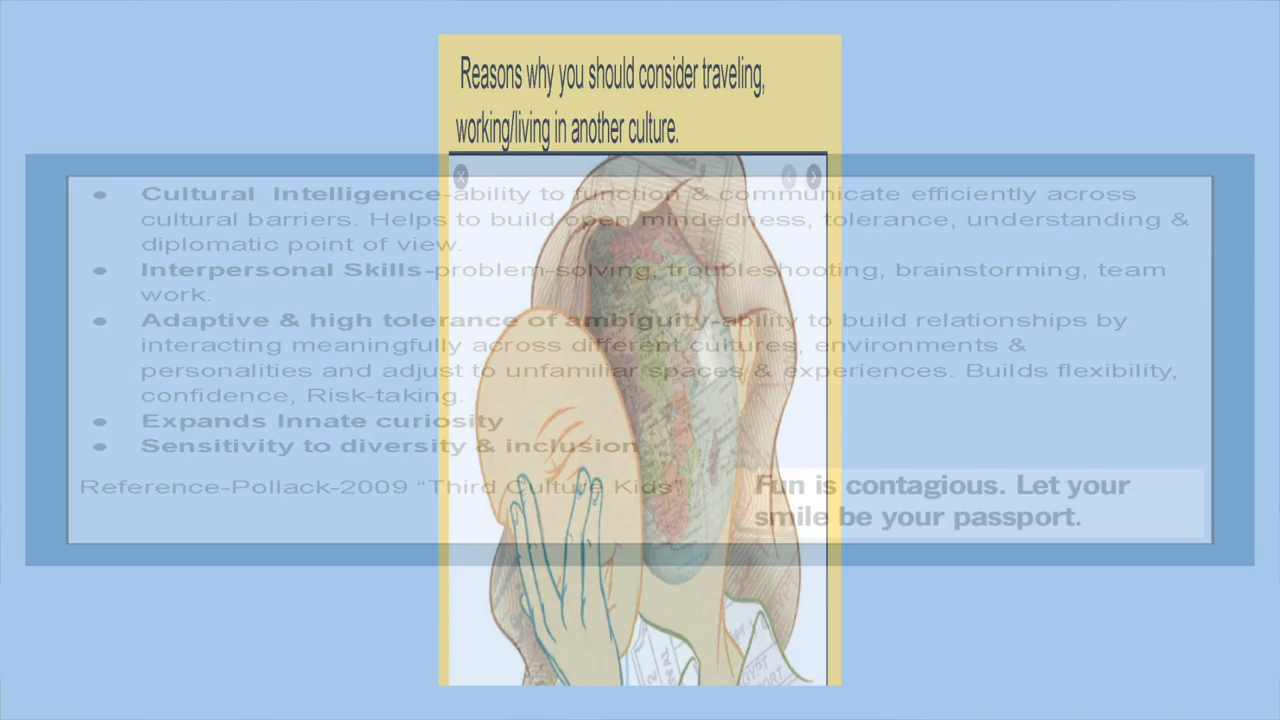 Reasons why you should consider traveling,
working/living in another culture.
● Cultural Intelligence-ability to function & communicate efficiently across
cultural barriers. Helps to build open mindedness, tolerance, understanding &
diplomatic point of view.
● Interpersonal Skills-problem-solving, troubleshooting, brainstorming, team
work.
● Adaptive & high tolerance of ambiguity-ability to build relationships by
interacting meaningfully across different cultures, environments &
personalities and adjust to unfamiliar spaces & experiences. Builds flexibility,
confidence, Risk-taking.
● Expands Innate curiosity
● Sensitivity to diversity & inclusion
Reference-Pollack-2009 “Third Culture Kids”
Fun is contagious. Let your
smile be your passport.